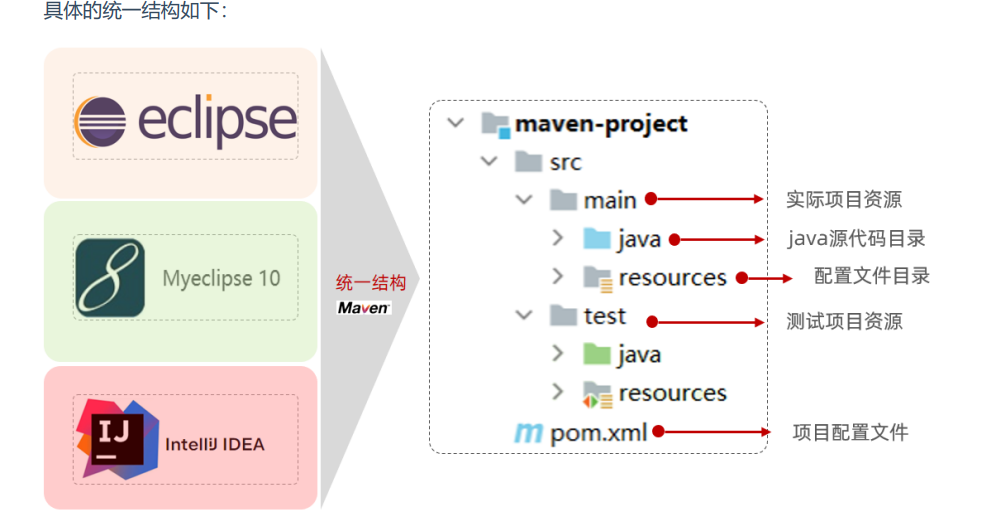 具体的统一结构如下：
eclipse
Myeclipse 10
IJ
IntelliJ IDEA
统一结构
Maven
maven-project
src
main
实际项目资源
java
java源代码目录
resources
配置文件目录
test
测试项目资源
java
resources
m pom.xml
项目配置文件